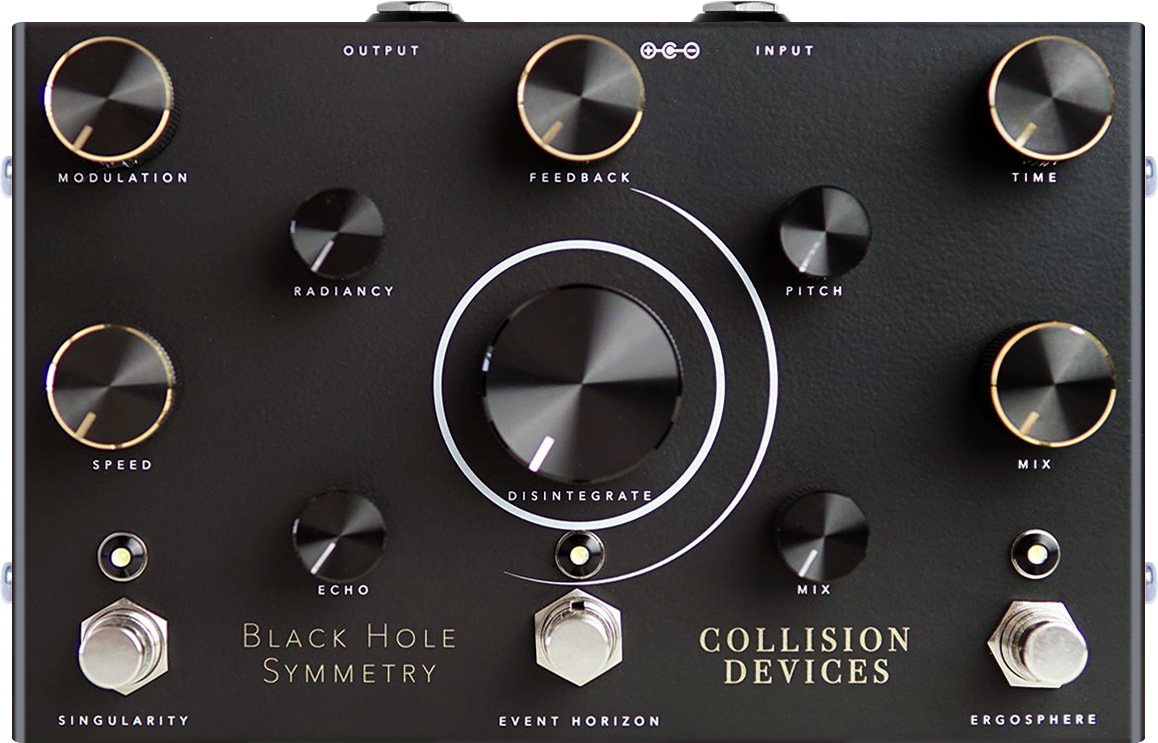 OUTPUT
INPUT
MODULATION
FEEDBACK
TIME
RADIANCY
PITCH
SPEED
MIX
DISINTEGRATE
ECHO
MIX
BLACK HOLE
SYMMETRY
COLLISION
DEVICES
SINGULARITY
EVENT HORIZON
ERGOSPHERE